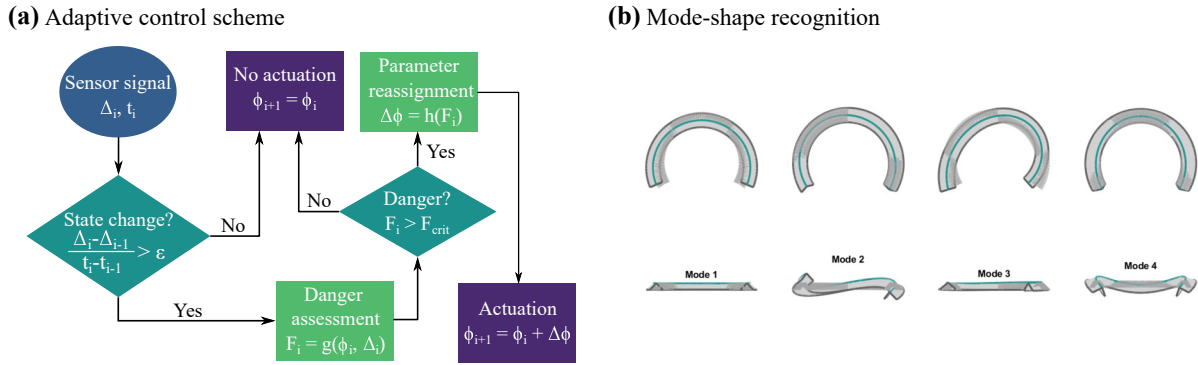 (a) Adaptive control scheme
Sensor signal
Δi, ti
State change?
Δi-Δi-1
ti-ti-1
> ε
No
Yes
No actuation
ϕi+1 = ϕi
No
Danger
assessment
Fi = g(ϕi, Δi)
Danger?
Fi > Fcrit
Yes
Parameter
reassignment
Δϕ = h(Fi)
Actuation
ϕi+1 = ϕi + Δϕ
(b) Mode-shape recognition
Mode 1
Mode 2
Mode 3
Mode 4